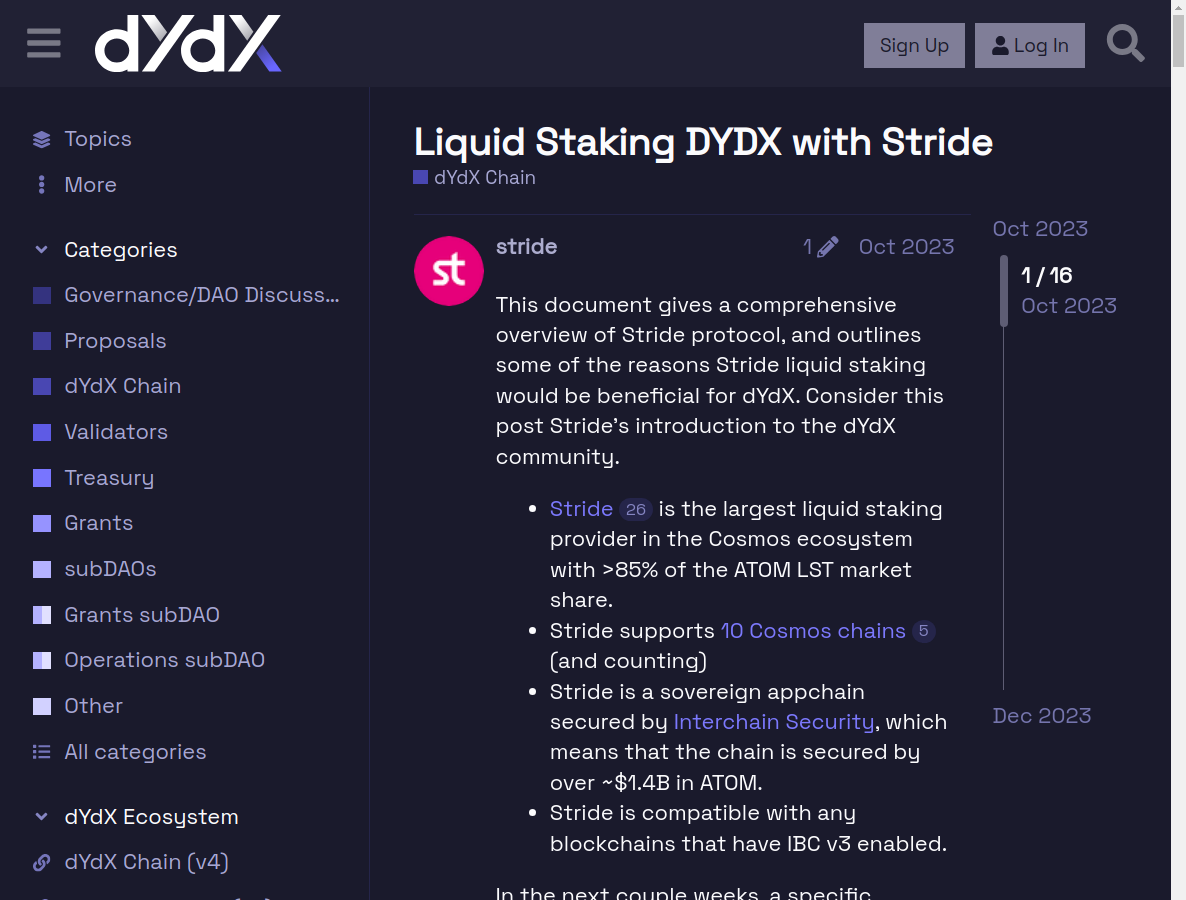 dYdX
Sign Up
Log In
Topics
More
Categories
Governance/DAO Discuss...
Proposals
dYdX Chain
Validators
Treasury
Grants
subDAOs
Grants subDAO
Operations subDAO
Other
All categories
dYdX Ecosystem
dYdX Chain (v4)
Liquid Staking DYDX with Stride
dYdX Chain
st
stride
1
Oct 2023
This document gives a comprehensive
overview of Stride protocol, and outlines
some of the reasons Stride liquid staking
would be beneficial for dYdX. Consider this
post Stride's introduction to the dYdX
community.
• Stride 26 is the largest liquid staking
provider in the Cosmos ecosystem
with >85% of the ATOM LST market
share.
• Stride supports 10 Cosmos chains 5
(and counting)
• Stride is a sovereign appchain
secured by Interchain Security, which
means that the chain is secured by
over ~$1.4B in ATOM.
• Stride is compatible with any
blockchains that have IBC v3 enabled.
In the next couple weeks, a specific
Oct 2023
1 / 16
Oct 2023
Dec 2023